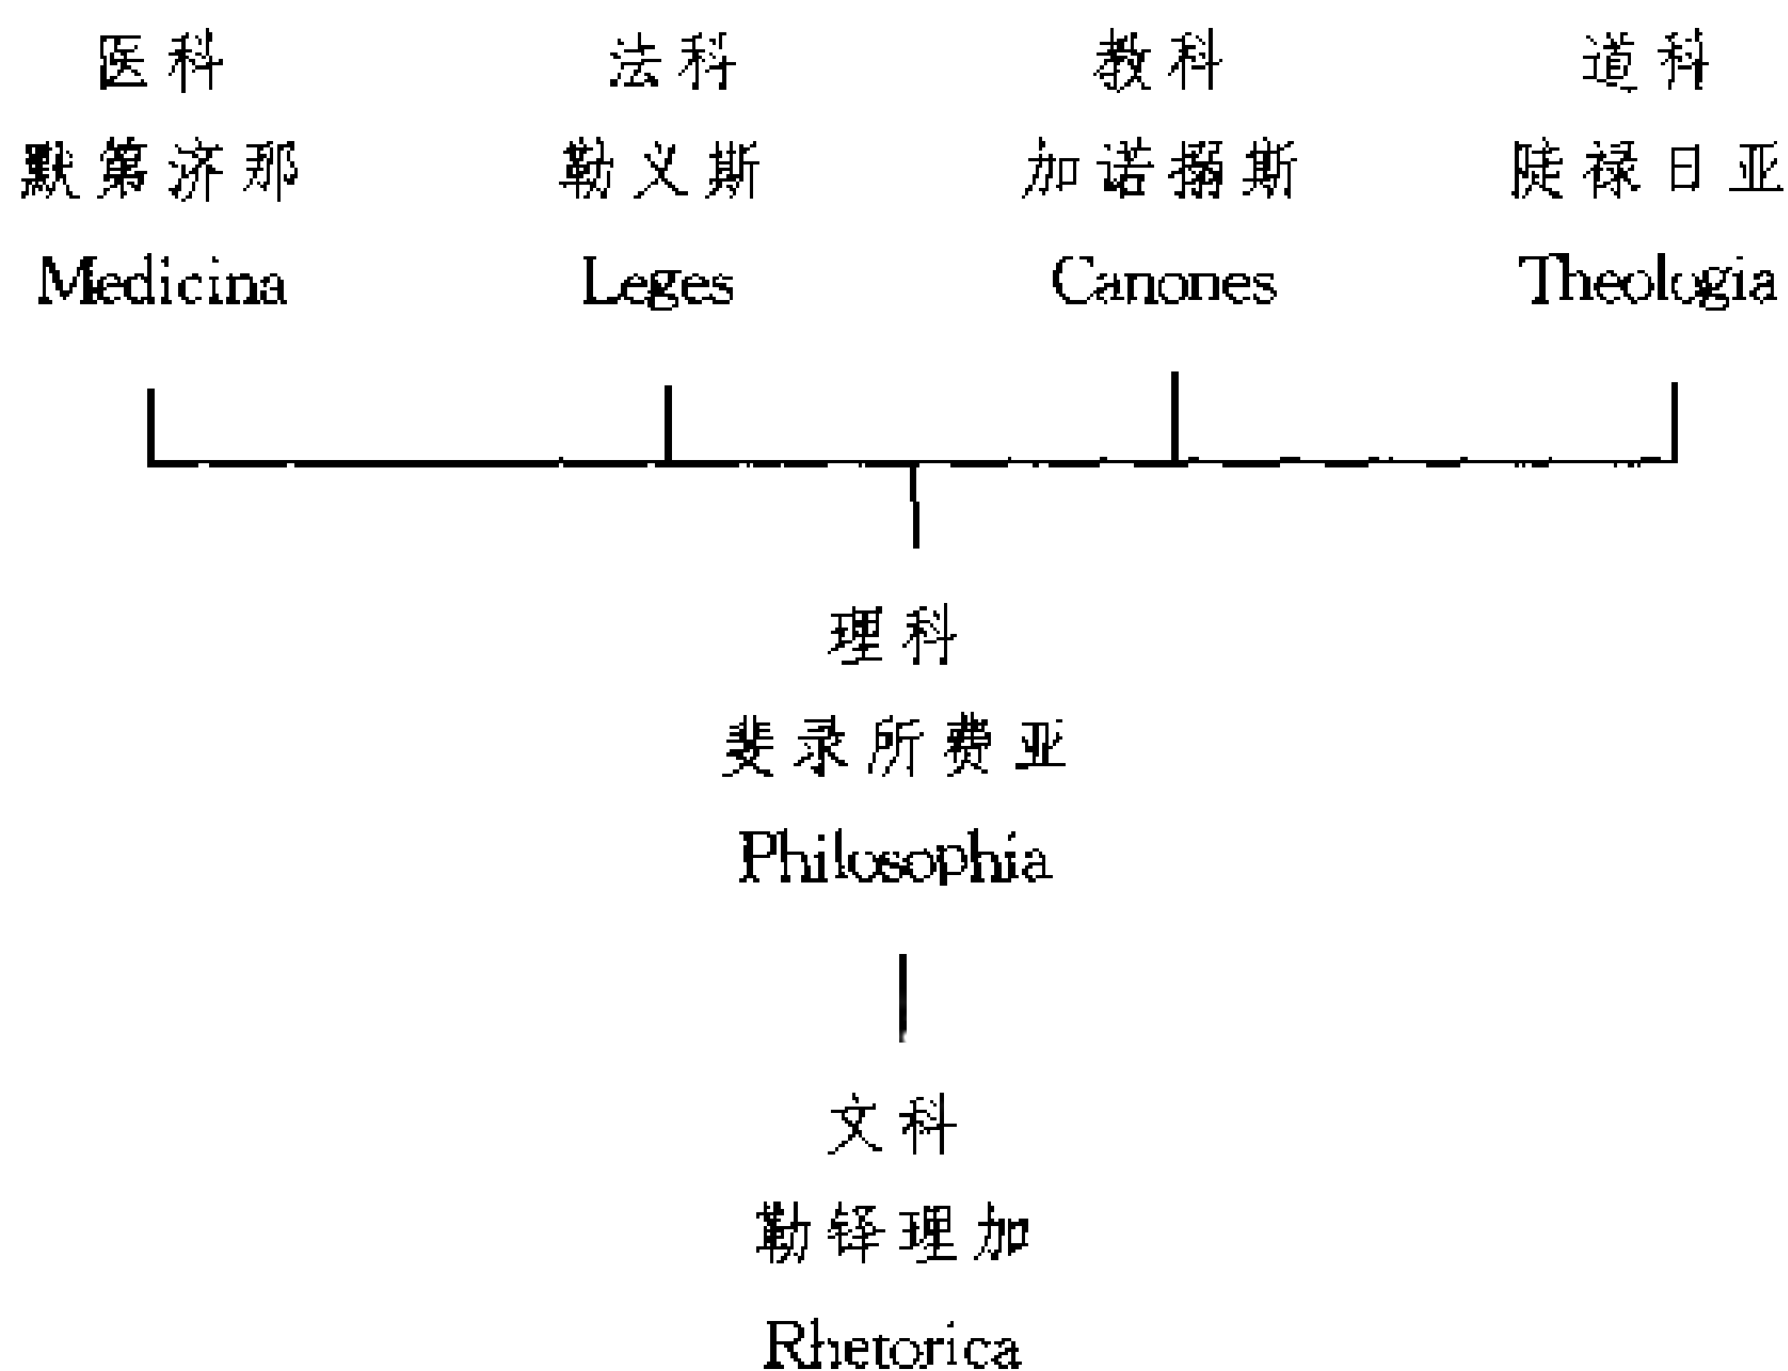 医科 法科 教科 道科
默第济那 勒义斯 加诺搦斯 陡禄日亚
Medicina Leges Canones Theologia
理科
斐录所费亚
Philosophia
文科
勒铎理加
Rhetorica